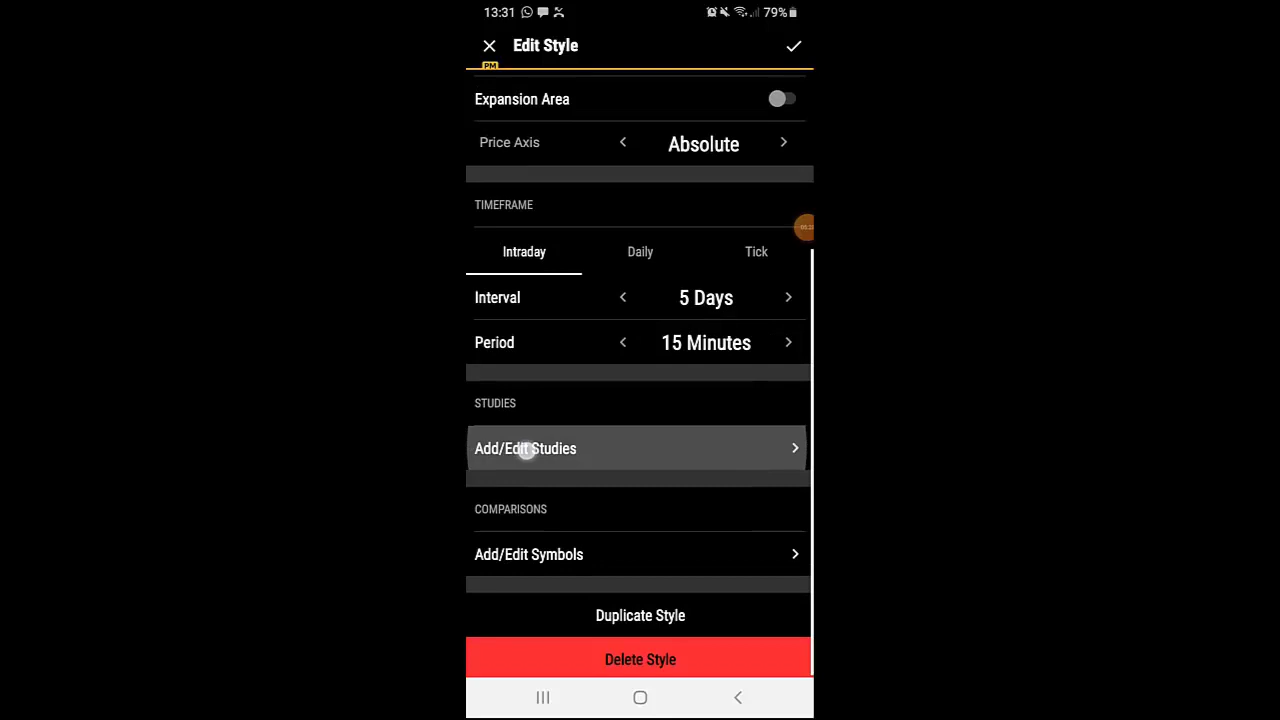 13:31 79%
Edit Style
PM
Expansion Area
Price Axis Absolute
TIMEFRAME
Intraday Daily Tick
Interval 5 Days
Period 15 Minutes
STUDIES
Add/Edit Studies
COMPARISONS
Add/Edit Symbols
Duplicate Style
Delete Style